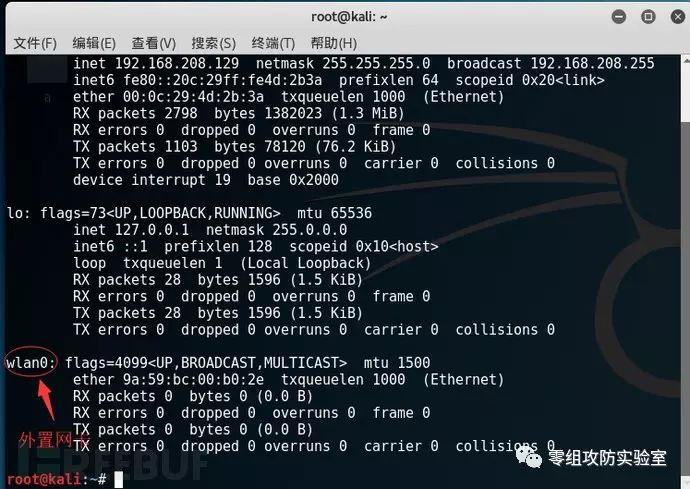 root@kali: ~
文件(F) 编辑(E) 查看(V) 搜索(S) 终端(T) 帮助(H)
inet 192.168.208.129 netmask 255.255.255.0 broadcast 192.168.208.255
inet6 fe80::20c:29ff:fe4d:2b3a prefixlen 64 scopeid 0x20<link>
ether 00:0c:29:4d:2b:3a txqueuelen 1000 (Ethernet)
RX packets 2798 bytes 1382023 (1.3 MiB)
RX errors 0 dropped 0 overruns 0 frame 0
TX packets 1103 bytes 78120 (76.2 KiB)
TX errors 0 dropped 0 overruns 0 carrier 0 collisions 0
device interrupt 19 base 0x2000
lo: flags=73<UP,LOOPBACK,RUNNING> mtu 65536
inet 127.0.0.1 netmask 255.0.0.0
inet6 ::1 prefixlen 128 scopeid 0x10<host>
loop txqueuelen 1 (Local Loopback)
RX packets 28 bytes 1596 (1.5 KiB)
RX errors 0 dropped 0 overruns 0 frame 0
TX packets 28 bytes 1596 (1.5 KiB)
TX errors 0 dropped 0 overruns 0 carrier 0 collisions 0
wlan0: flags=4099<UP,BROADCAST,MULTICAST> mtu 1500
ether 9a:59:bc:00:b0:2e txqueuelen 1000 (Ethernet)
RX packets 0 bytes 0 (0.0 B)
RX errors 0 dropped 0 overruns 0 frame 0
TX packets 0 bytes 0 (0.0 B)
外置网卡
TX errors 0 dropped 0 overruns 0 carrier 0 collisions 0
零组攻防实验室
FREEBUF
root@kali:~#